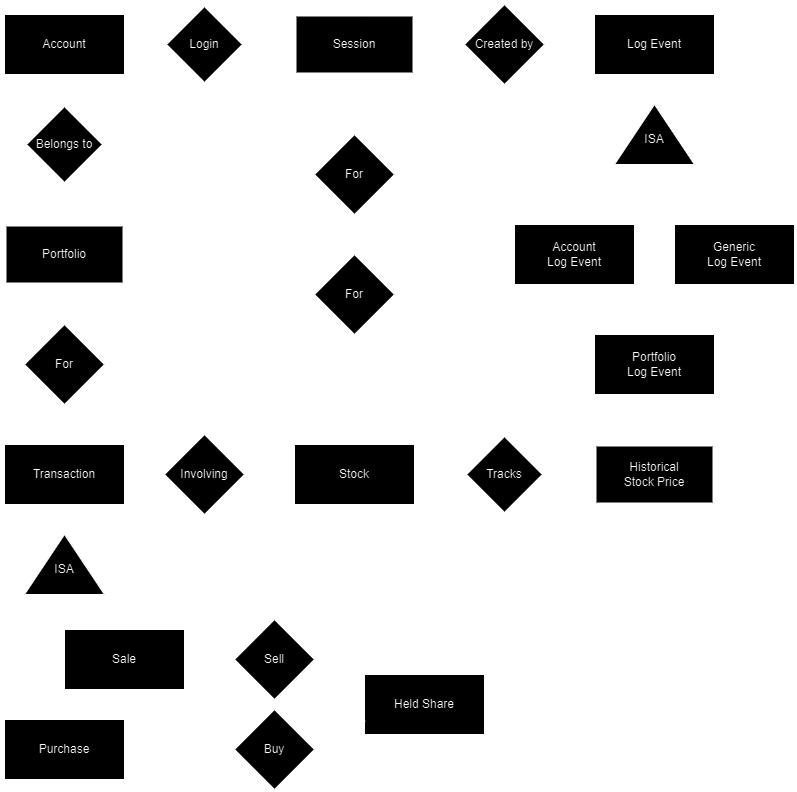 Account
Login
Session
Created by
Log Event
Belongs to
For
ISA
Portfolio
Account
Log Event
Generic
Log Event
For
For
Portfolio
Log Event
Transaction
Involving
Stock
Tracks
Historical
Stock Price
ISA
Sale
Sell
Held Share
Purchase
Buy